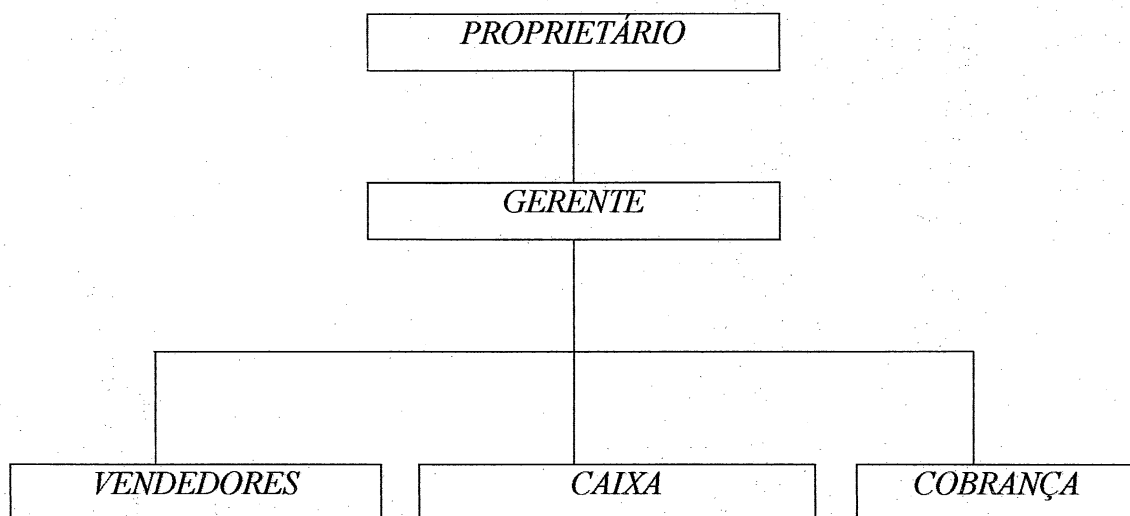 PROPRIETÁRIO
GERENTE
VENDEDORES
CAIXA
COBRANÇA